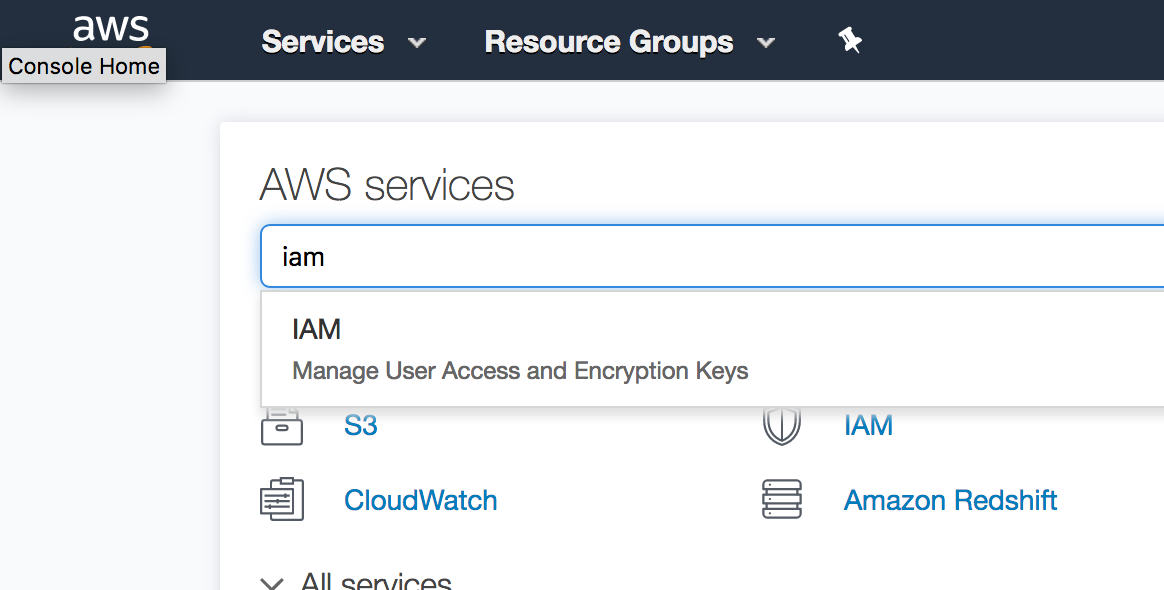 aws
Services Resource Groups
Console Home
AWS services
iam
IAM
Manage User Access and Encryption Keys
S3 IAM
CloudWatch Amazon Redshift
All services